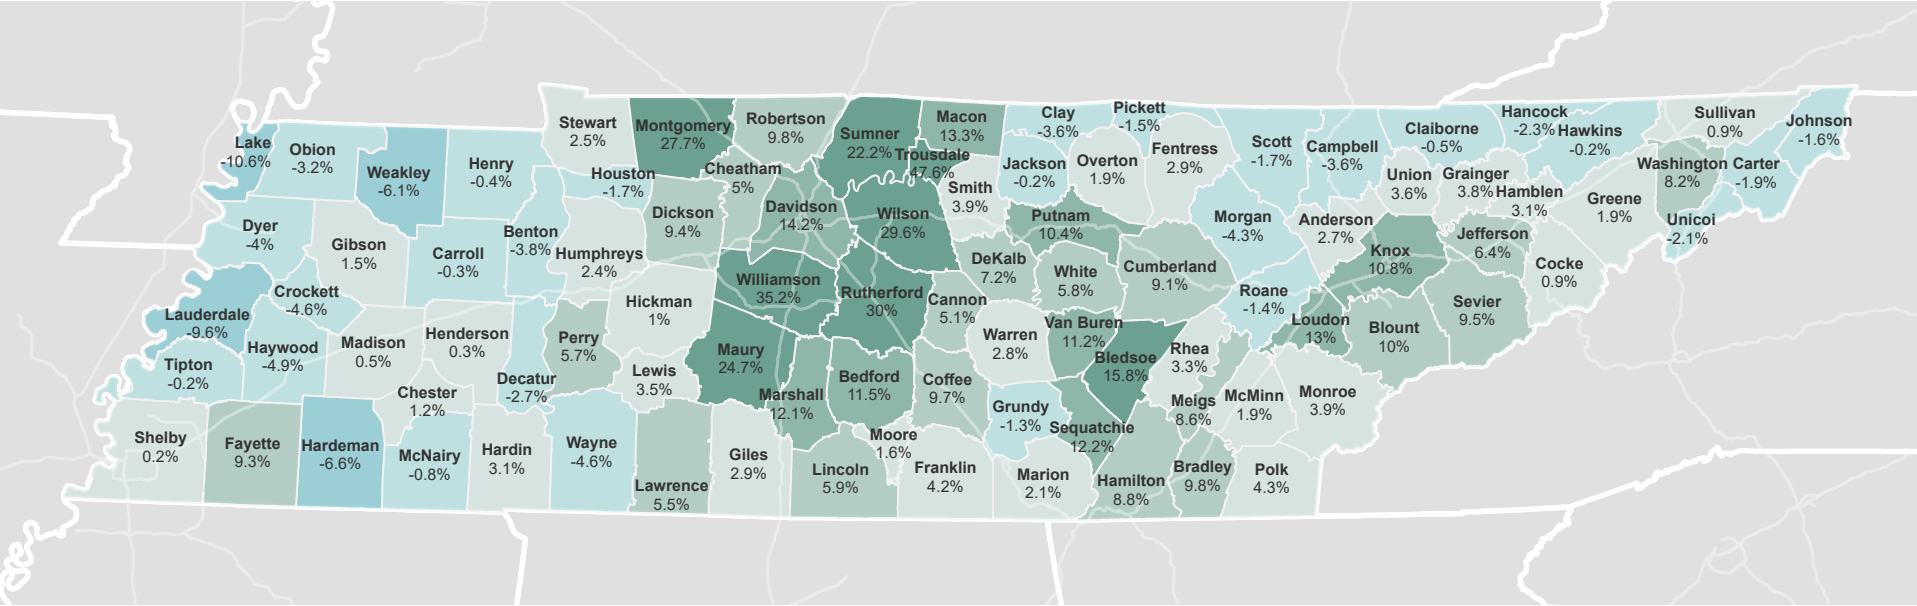 Lake
-10.6%
Obion
-3.2%
Weakley
-6.1%
Henry
-0.4%
Stewart
2.5%
Montgomery
27.7%
Robertson
9.8%
Sumner
22.2%
Trousdale
47.6%
Macon
13.3%
Clay
-3.6%
Pickett
-1.5%
Scott
-1.7%
Campbell
-3.6%
Claiborne
-0.5%
Hancock
-2.3%
Hawkins
-0.2%
Sullivan
0.9%
Johnson
-1.6%
Houston
-1.7%
Cheatham
5%
Jackson
-0.2%
Overton
1.9%
Fentress
2.9%
Union
3.6%
Grainger
3.8%
Hamblen
3.1%
Washington
8.2%
Carter
-1.9%
Unicoi
-2.1%
Greene
1.9%
Dyer
-4%
Gibson
1.5%
Carroll
-0.3%
Benton
-3.8%
Humphreys
2.4%
Dickson
9.4%
Davidson
14.2%
Wilson
29.6%
Smith
3.9%
Putnam
10.4%
Morgan
-4.3%
Anderson
2.7%
Knox
10.8%
Jefferson
6.4%
Cocke
0.9%
Lauderdale
-9.6%
Crockett
-4.6%
Hickman
1%
Williamson
35.2%
Rutherford
30%
DeKalb
7.2%
White
5.8%
Cumberland
9.1%
Roane
-1.4%
Sevier
9.5%
Cannon
5.1%
Tipton
-0.2%
Haywood
-4.9%
Madison
0.5%
Henderson
0.3%
Perry
5.7%
Maury
24.7%
Warren
2.8%
Van Buren
11.2%
Bledsoe
15.8%
Rhea
3.3%
Loudon
13%
Blount
10%
Chester
1.2%
Decatur
-2.7%
Lewis
3.5%
Marshall
12.1%
Bedford
11.5%
Coffee
9.7%
Grundy
-1.3%
Sequatchie
12.2%
Meigs
8.6%
McMinn
1.9%
Monroe
3.9%
Shelby
0.2%
Fayette
9.3%
Hardeman
-6.6%
McNairy
-0.8%
Hardin
3.1%
Wayne
-4.6%
Lawrence
5.5%
Giles
2.9%
Lincoln
5.9%
Moore
1.6%
Franklin
4.2%
Marion
2.1%
Hamilton
8.8%
Bradley
9.8%
Polk
4.3%